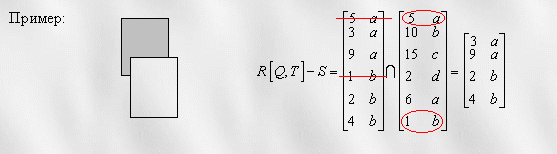 Пример:
R[Q,T]−S=
5 a
3 a
9 a
1 b
2 b
4 b
∩
5 a
10 b
15 c
2 d
6 a
1 b
=
3 a
9 a
2 b
4 b